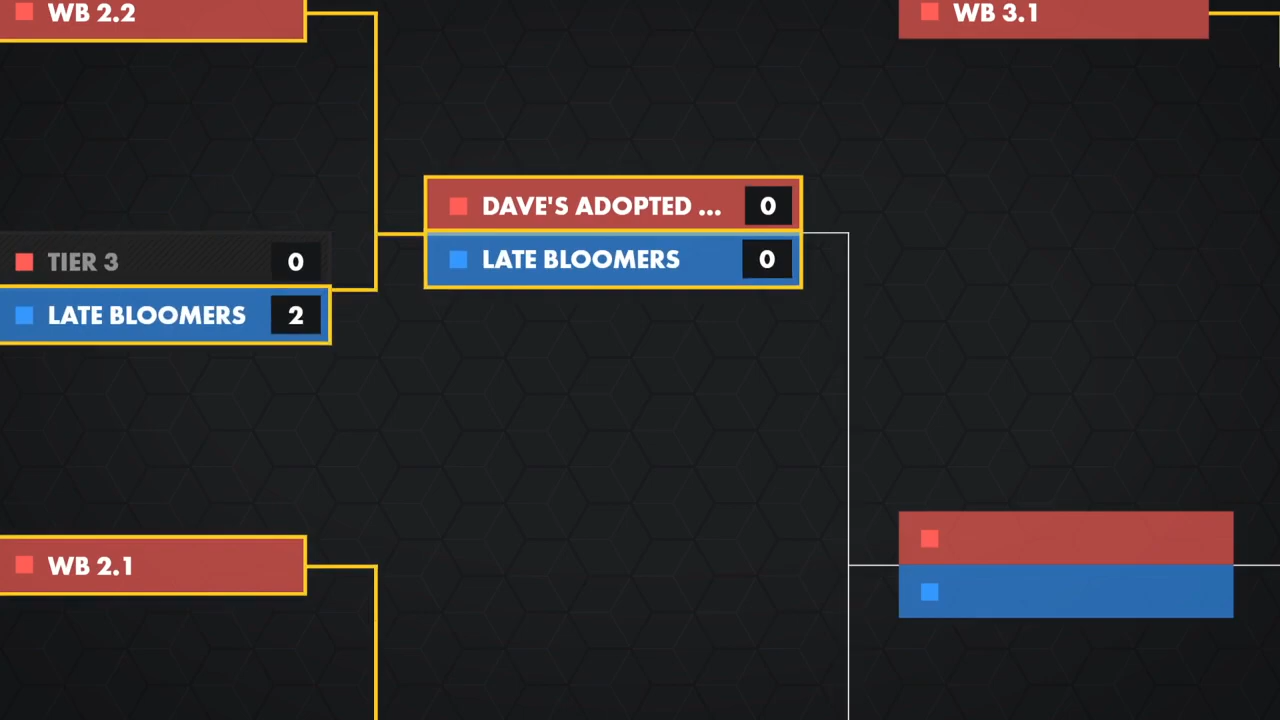 WB 2.2
WB 3.1
DAVE'S ADOPTED ... 0
LATE BLOOMERS 0
TIER 3 0
LATE BLOOMERS 2
WB 2.1